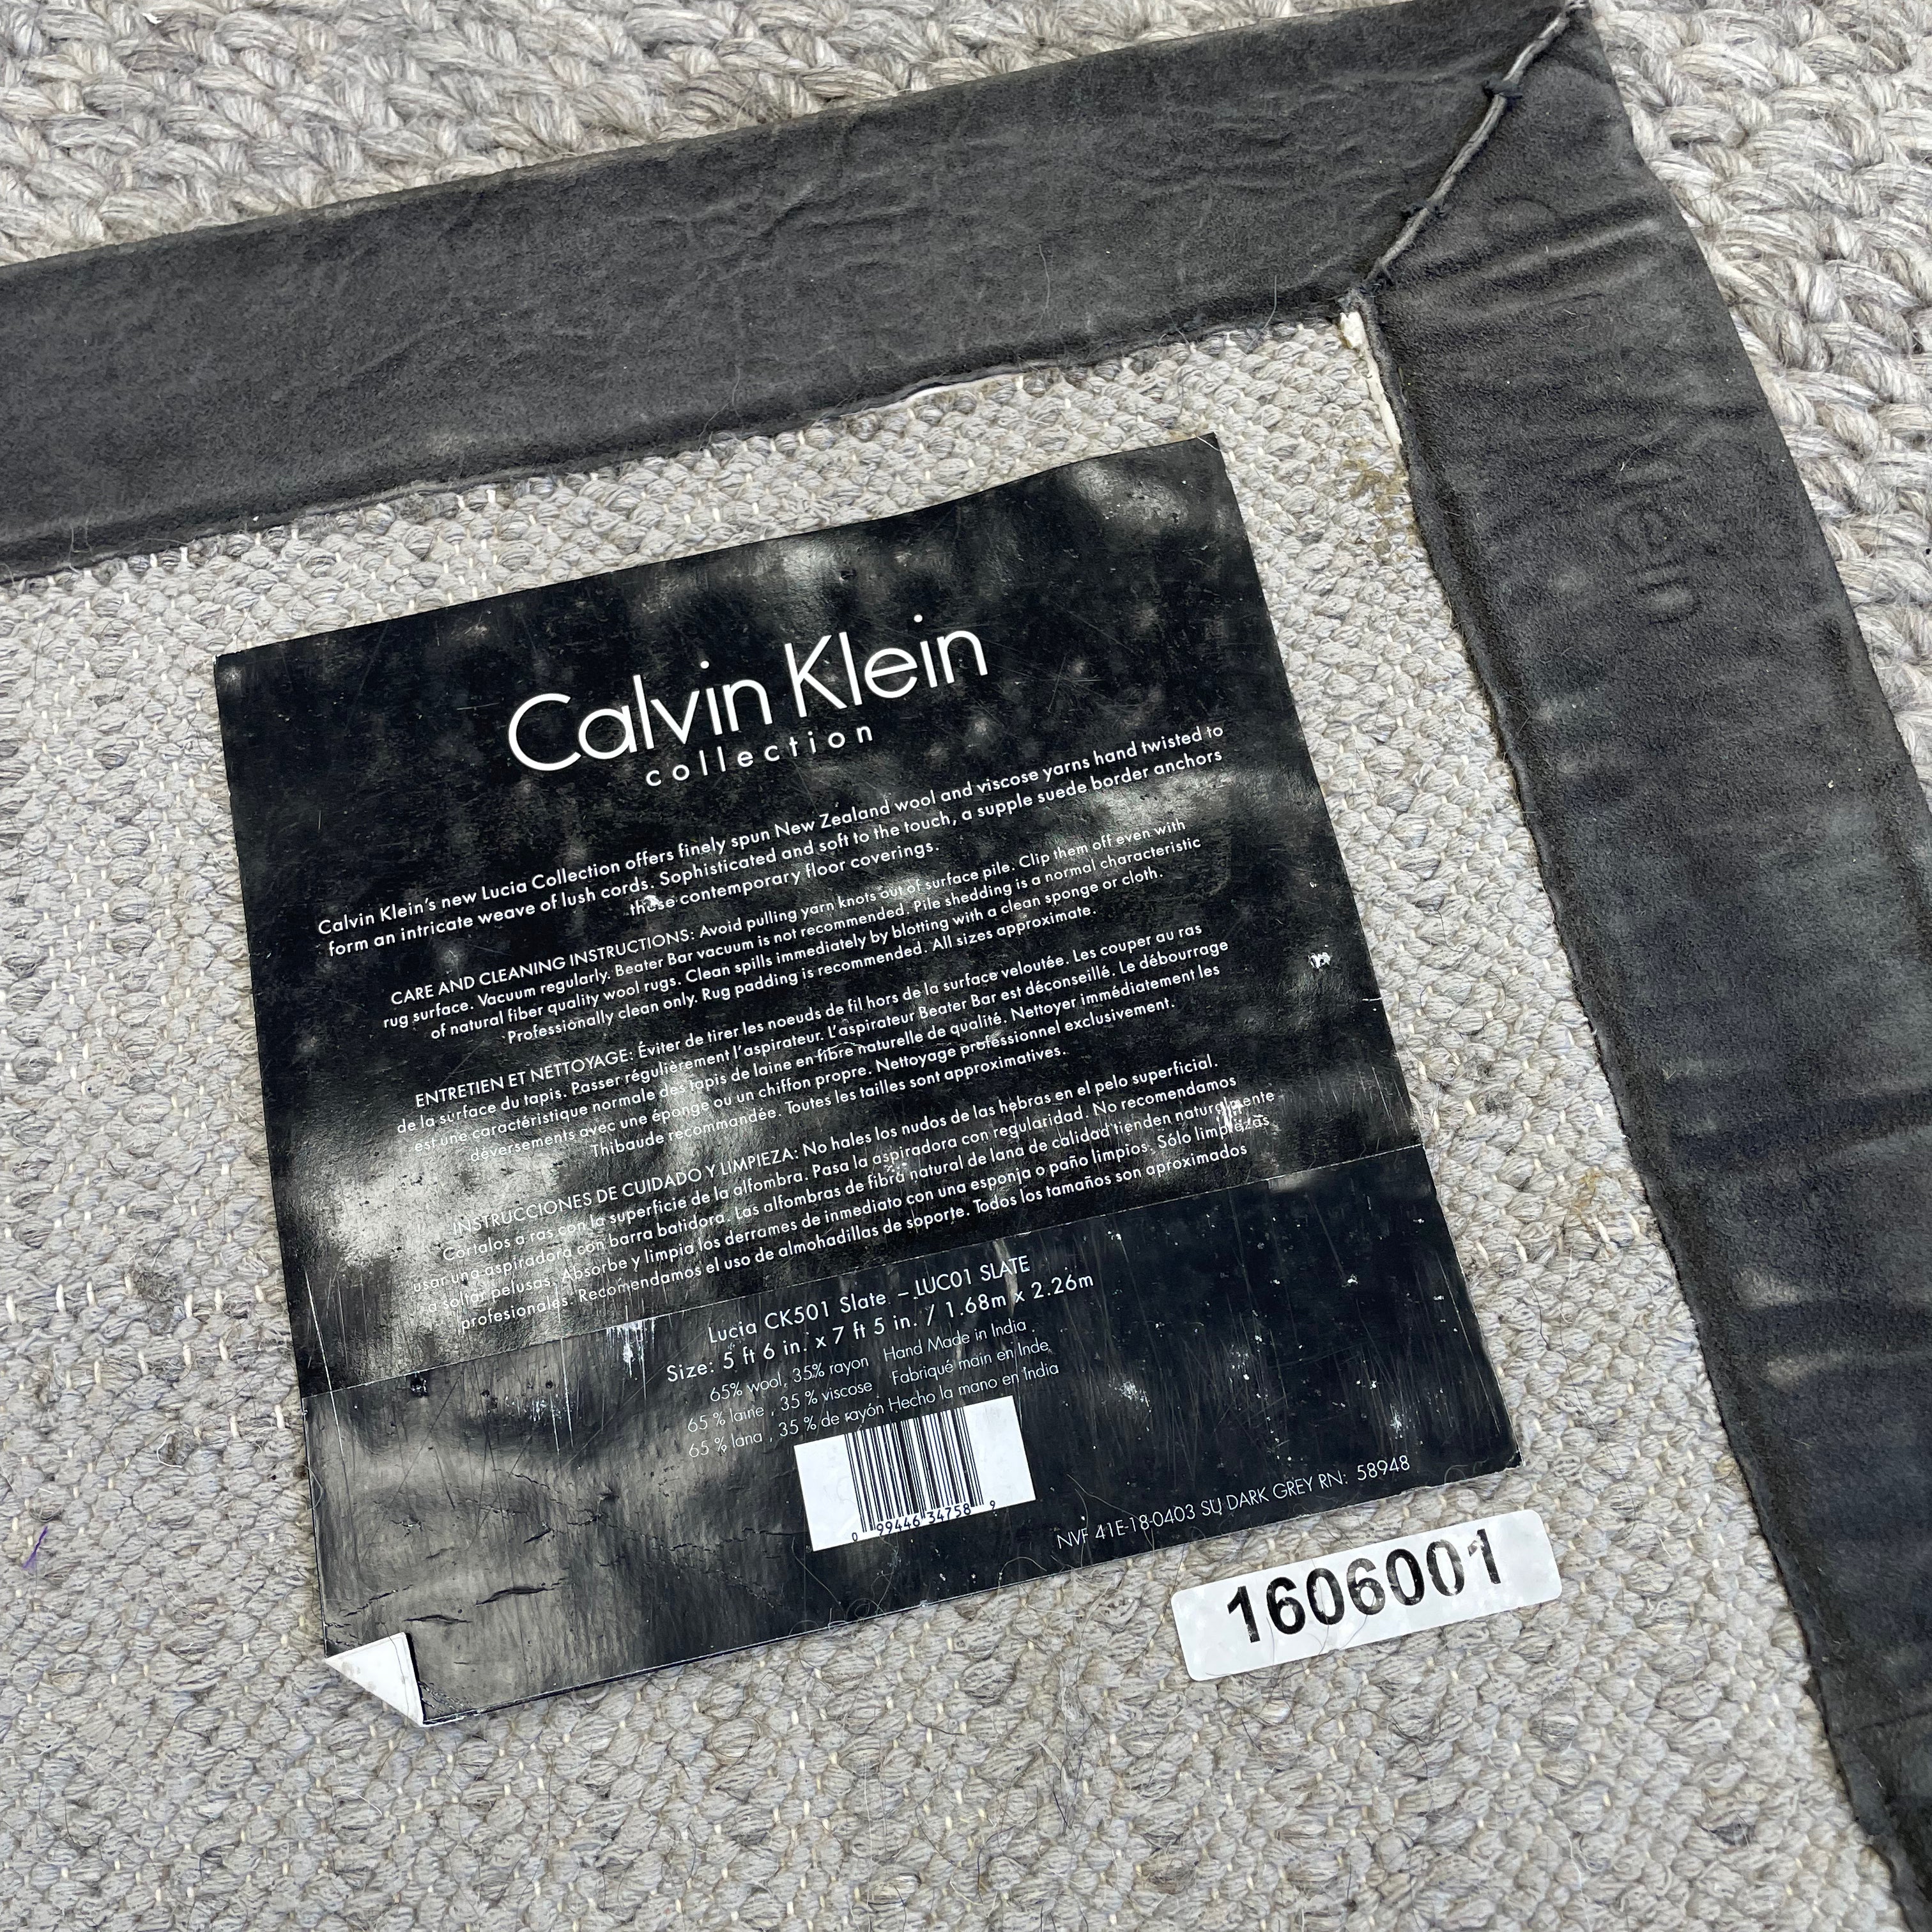 Calvin Klein
collection
Calvin Klein's new Lucia Collection offers finely spun New Zealand wool and viscose yarns hand twisted to
form an intricate weave of lush cords. Sophisticated and soft to the touch, a supple suede border anchors
these contemporary floor coverings.
CARE AND CLEANING INSTRUCTIONS: Avoid pulling yarn knots out of surface pile. Clip them off even with
rug surface. Vacuum regularly. Beater Bar vacuum is not recommended. Pile shedding is a normal characteristic
of natural fiber quality wool rugs. Clean spills immediately by blotting with a clean sponge or cloth.
Professionally clean only. Rug padding is recommended. All sizes approximate.
ENTRETIEN ET NETTOYAGE: Éviter de tirer les noeuds de fil hors de la surface veloutée. Les couper au ras
de la surface du tapis. Passer régulièrement l'aspirateur. L'aspirateur Beater Bar est déconseillé. Le débourrage
est une caractéristique normale des tapis de laine en fibre naturelle de qualité. Nettoyer immédiatement les
déversements avec une éponge ou un chiffon propre. Nettoyage professionnel exclusivement.
Thibaude recommandée. Toutes les tailles sont approximatives.
INSTRUCCIONES DE CUIDADO Y LIMPIEZA: No hales los nudos de las hebras en el pelo superficial.
Córtalos a ras con la superficie de la alfombra. Pasa la aspiradora con regularidad. No recomendamos
usar una aspiradora con barra batidora. Las alfombras de fibra natural de lana de calidad tienden naturalmente
a soltar pelusas. Absorbe y limpia los derrames de inmediato con una esponja o paño limpios. Sólo limpiezas
profesionales. Recomendamos el uso de almohadillas de soporte. Todos los tamaños son aproximados
Lucia CK501 Slate – LUC01 SLATE
Size: 5 ft 6 in. x 7 ft 5 in. / 1.68m x 2.26m
65% wool, 35% rayon Hand Made in India
65 % laine , 35 % viscose Fabriqué main en Inde
65 % lana , 35 % de rayón Hecho la mano en India
0 99446 34758 9
NVF 41E-18-0403 SU DARK GREY RN: 58948
1606001
Klein